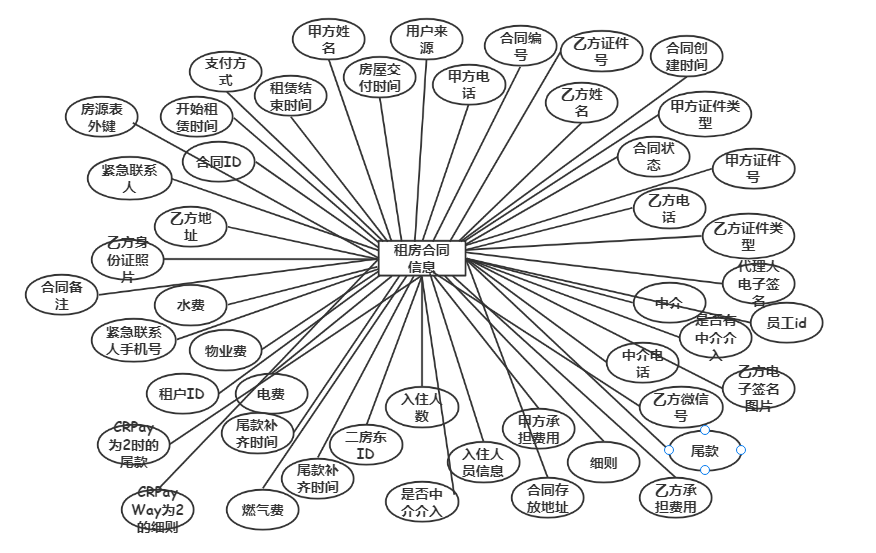 甲方姓
名
用户来
源
合同编
号
乙方证件
号
合同创
建时间
支付方
式
房屋交
付时间
甲方电
话
租赁结
束时间
乙方姓
名
房源表
外键
开始租
赁时间
甲方证件类
型
合同ID
合同状
态
甲方证件
号
紧急联系
人
乙方地
址
乙方电
话
乙方证件类
型
乙方身
份证照
片
租房合同
信息
代理人
电子签
名
合同备
注
水费
中介
员工id
是否有
中介介
入
紧急联系
人手机号
物业费
中介电
话
乙方电
子签名
图片
租户ID
电费
入住人
数
乙方微信
号
CRPay
为2时的
尾款
尾款补
齐时间
二房东
ID
甲方承
担费用
尾款
入住人
员信息
细则
尾款补
齐时间
CRPay
Way为2
的细则
燃气费
是否中
介介入
合同存
放地址
乙方承
担费用